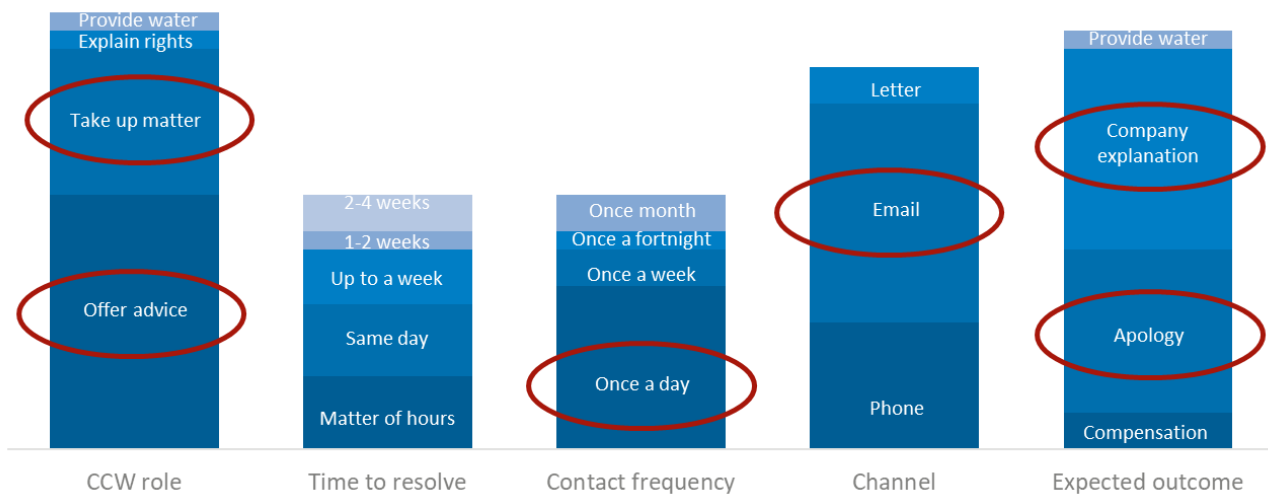 Provide water
Explain rights
Take up matter
Offer advice
CCW role
2-4 weeks
1-2 weeks
Up to a week
Same day
Matter of hours
Time to resolve
Once month
Once a fortnight
Once a week
Once a day
Contact frequency
Letter
Email
Phone
Channel
Provide water
Company
explanation
Apology
Compensation
Expected outcome